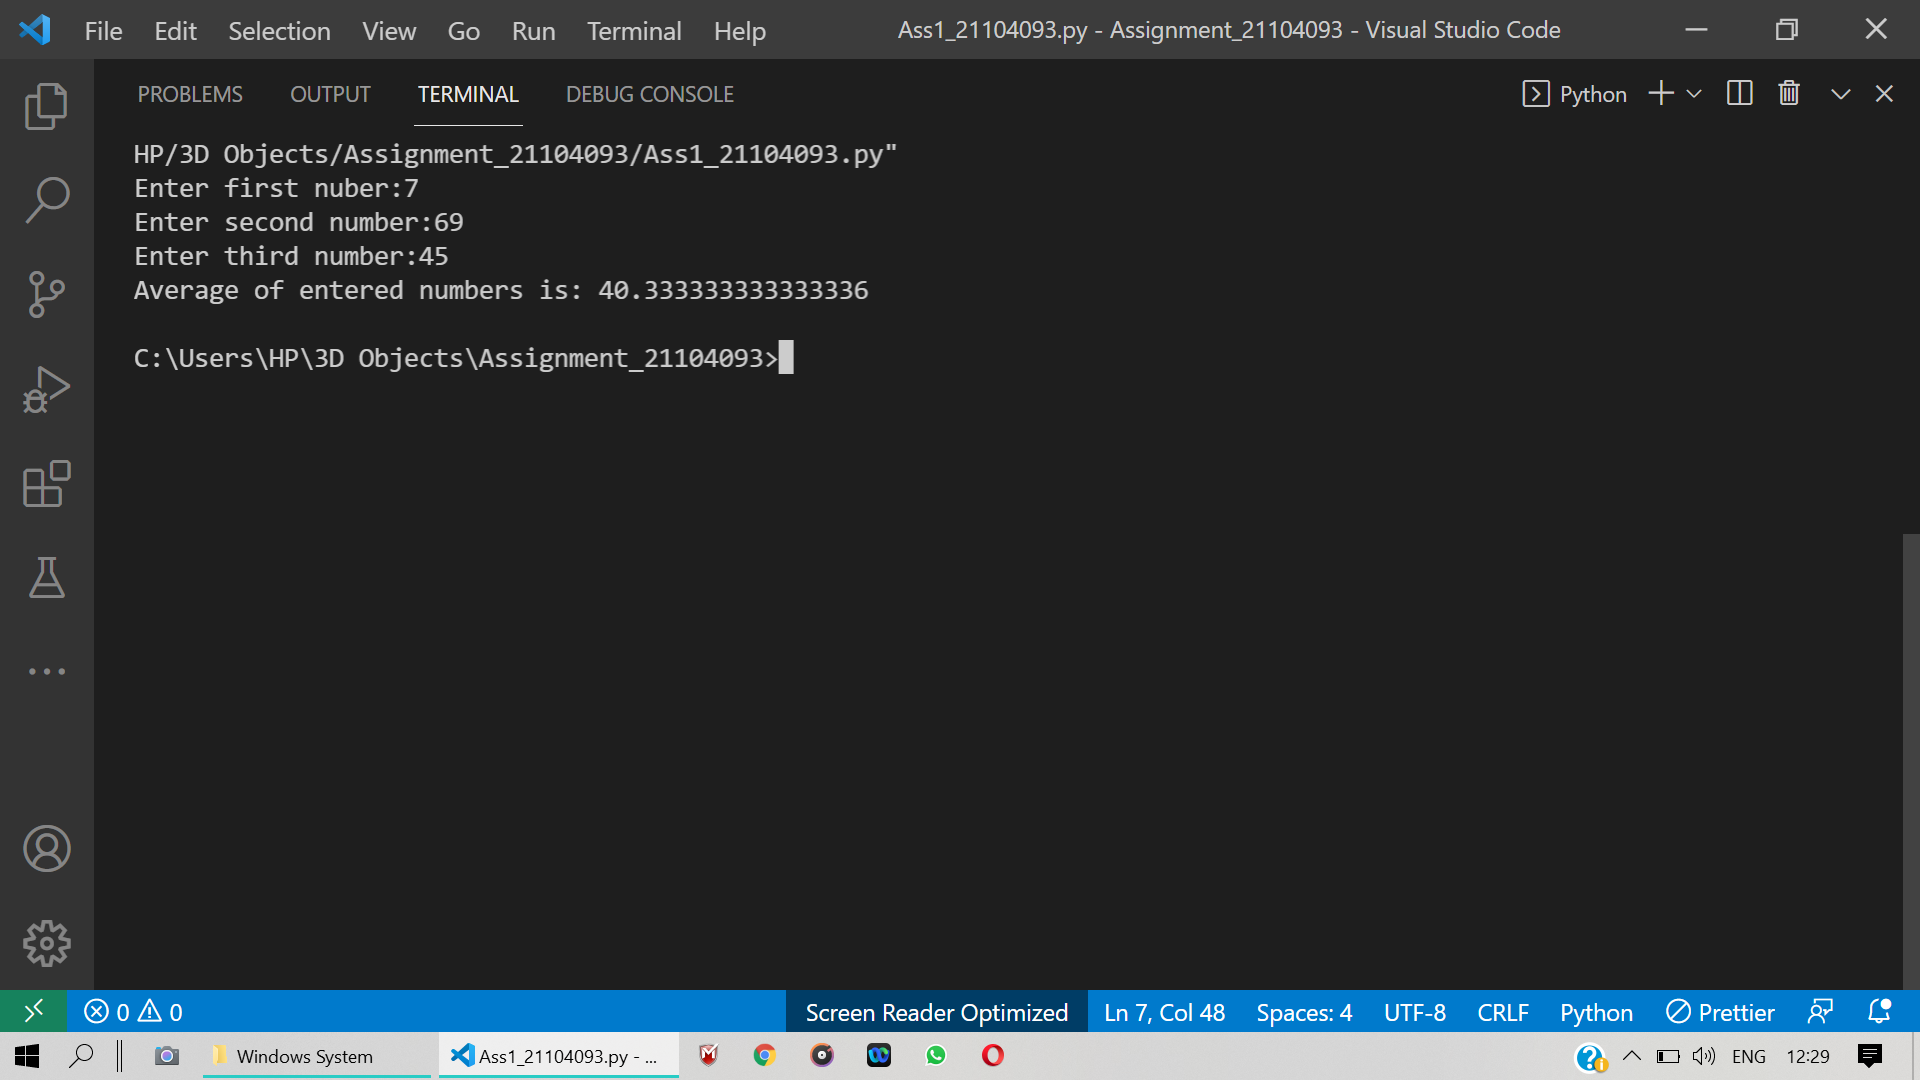 File Edit Selection View Go Run Terminal Help Ass1_21104093.py - Assignment_21104093 - Visual Studio Code
PROBLEMS OUTPUT TERMINAL DEBUG CONSOLE Python
HP/3D Objects/Assignment_21104093/Ass1_21104093.py"
Enter first nuber:7
Enter second number:69
Enter third number:45
Average of entered numbers is: 40.333333333333336
C:\Users\HP\3D Objects\Assignment_21104093>
0 0 Screen Reader Optimized Ln 7, Col 48 Spaces: 4 UTF-8 CRLF Python Prettier
Windows System Ass1_21104093.py - ... ENG 12:29